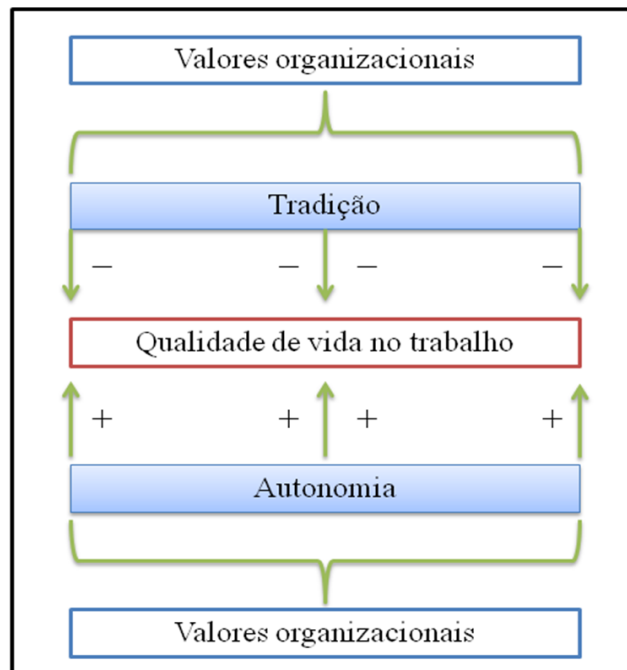 Valores organizacionais
Tradição
– – – –
Qualidade de vida no trabalho
+ + + +
Autonomia
Valores organizacionais